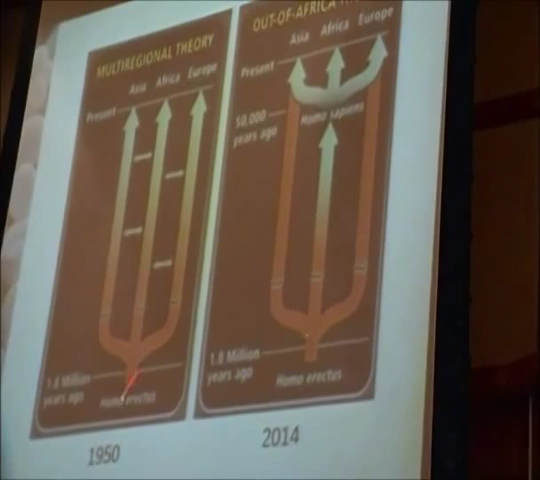 MULTIREGIONAL THEORY
Asia Africa Europe
Present
1.8 Million
years ago
Homo erectus
1950
OUT-OF-AFRICA
Asia Africa Europe
Present
50,000
years ago
Homo sapiens
1.8 Million
years ago
Homo erectus
2014